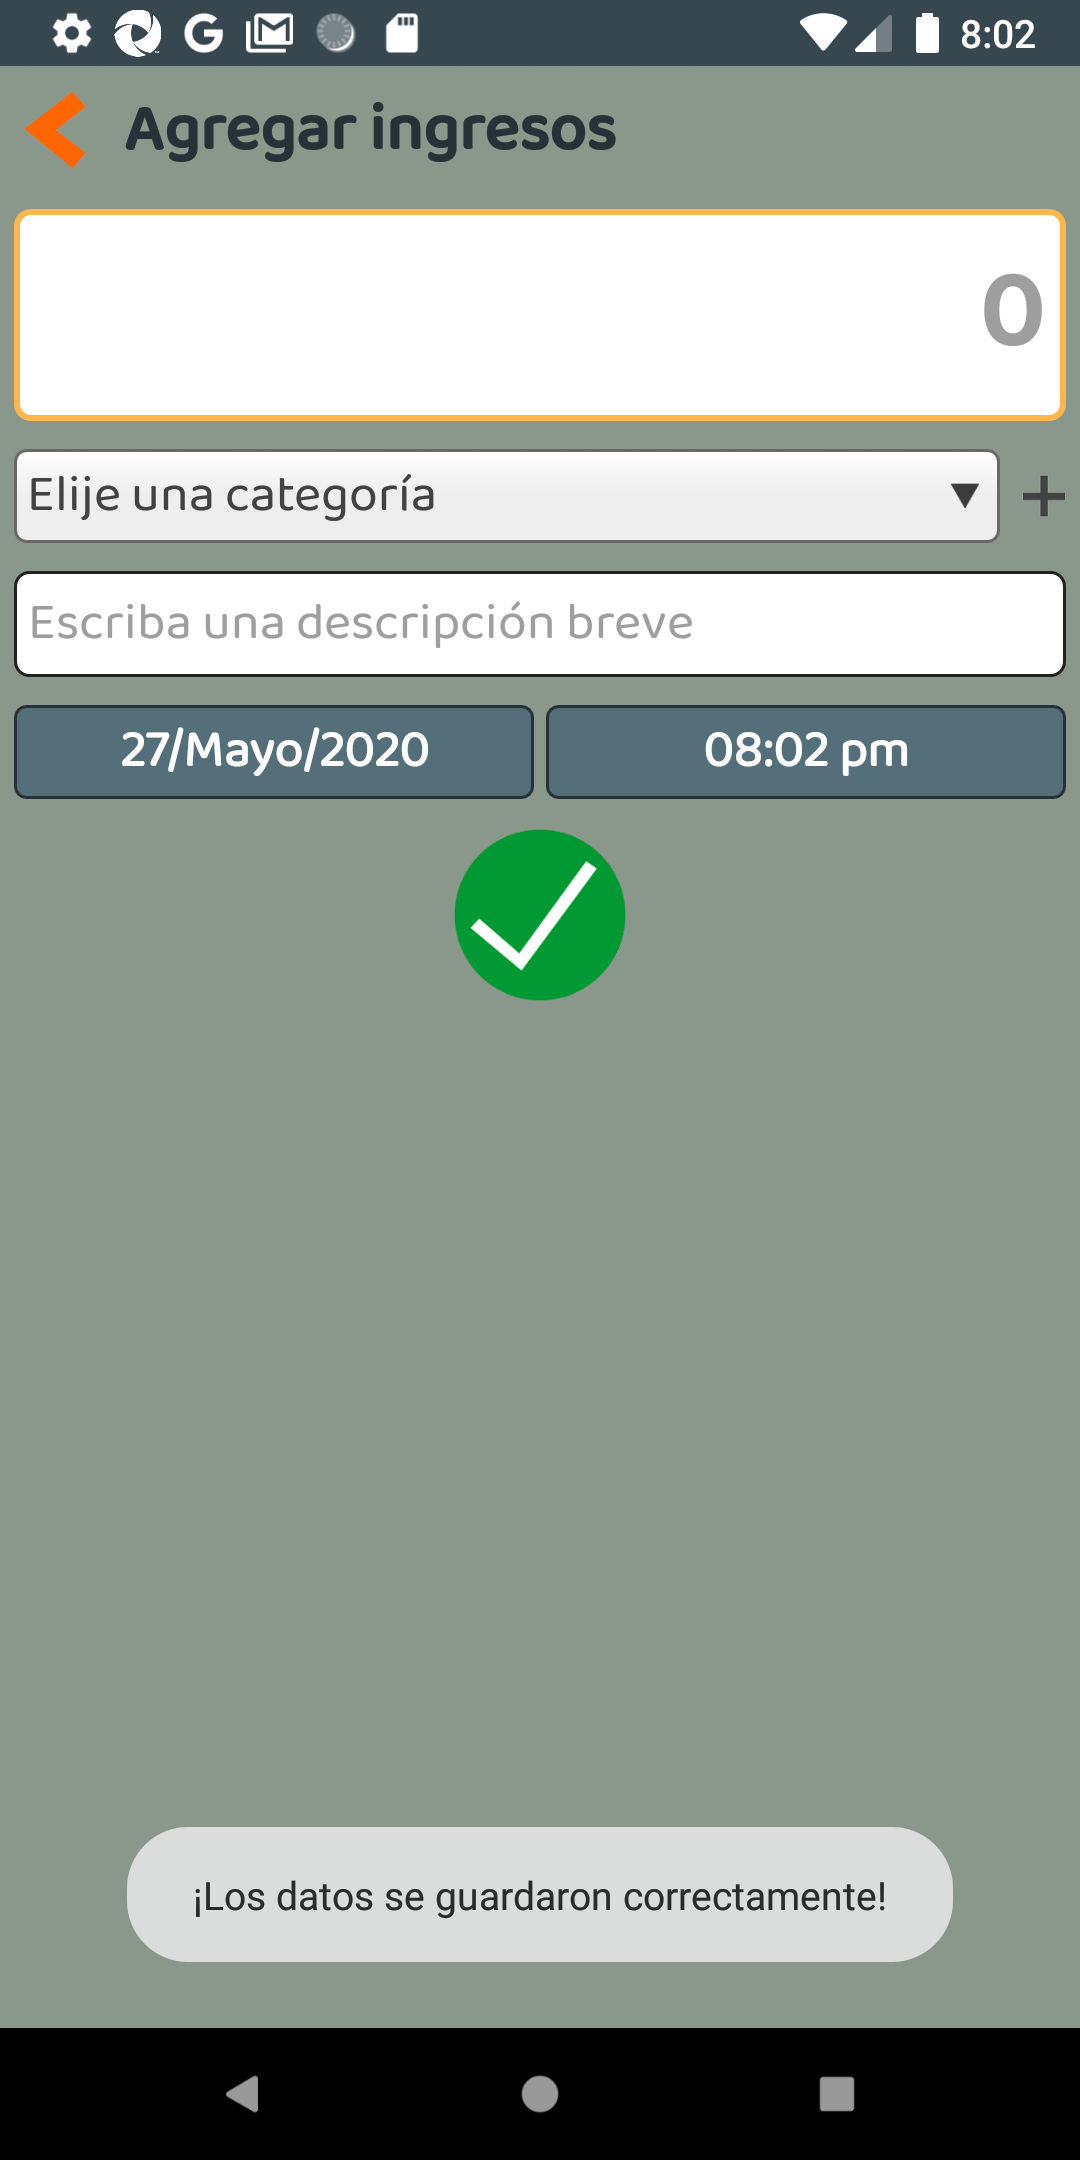 8:02
Agregar ingresos
0
Elije una categoría
Escriba una descripción breve
27/Mayo/2020
08:02 pm
¡Los datos se guardaron correctamente!